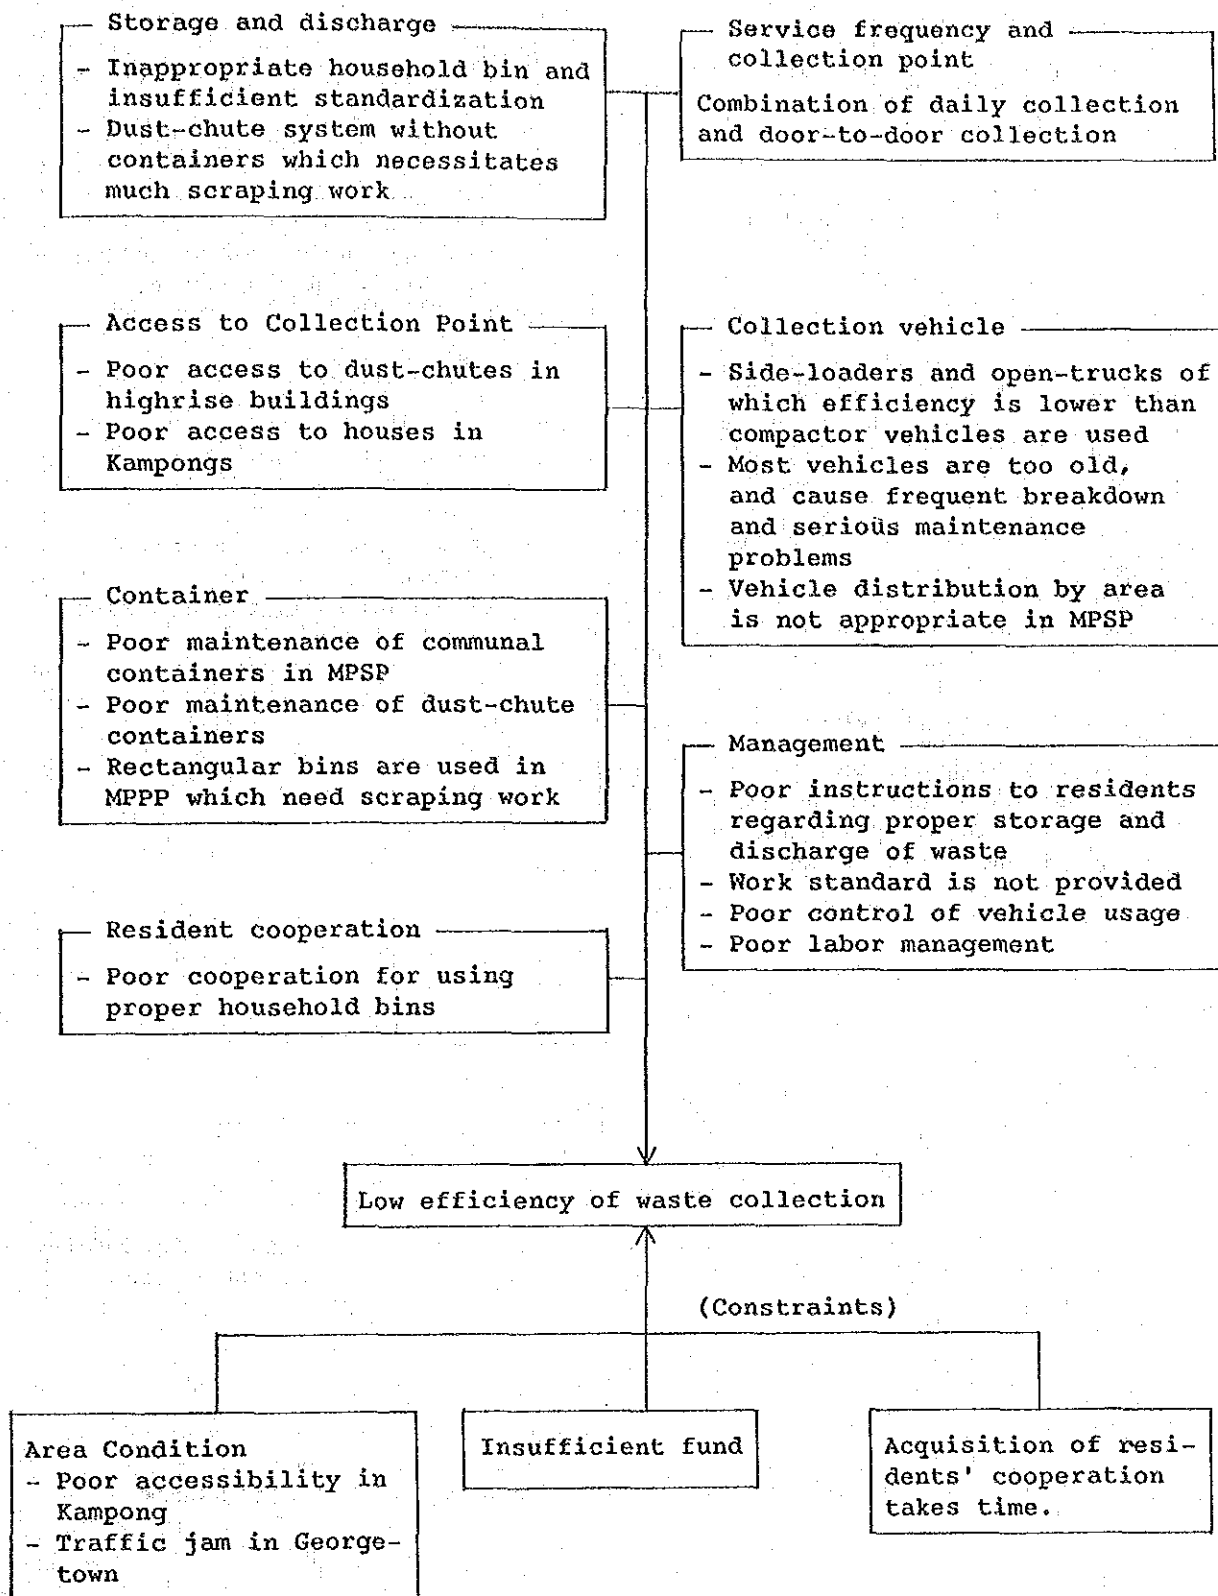 Storage and discharge
- Inappropriate household bin and
insufficient standardization
- Dust-chute system without
containers which necessitates
much scraping work
Service frequency and
collection point
Combination of daily collection
and door-to-door collection
Access to Collection Point
- Poor access to dust-chutes in
highrise buildings
- Poor access to houses in
Kampongs
Collection vehicle
- Side-loaders and open-trucks of
which efficiency is lower than
compactor vehicles are used
- Most vehicles are too old,
and cause frequent breakdown
and serious maintenance
problems
- Vehicle distribution by area
is not appropriate in MPSP
Container
- Poor maintenance of communal
containers in MPSP
- Poor maintenance of dust-chute
containers
- Rectangular bins are used in
MPPP which need scraping work
Management
- Poor instructions to residents
regarding proper storage and
discharge of waste
- Work standard is not provided
- Poor control of vehicle usage
- Poor labor management
Resident cooperation
- Poor cooperation for using
proper household bins
Low efficiency of waste collection
(Constraints)
Area Condition
- Poor accessibility in
Kampong
- Traffic jam in George-
town
Insufficient fund
Acquisition of resi-
dents' cooperation
takes time.